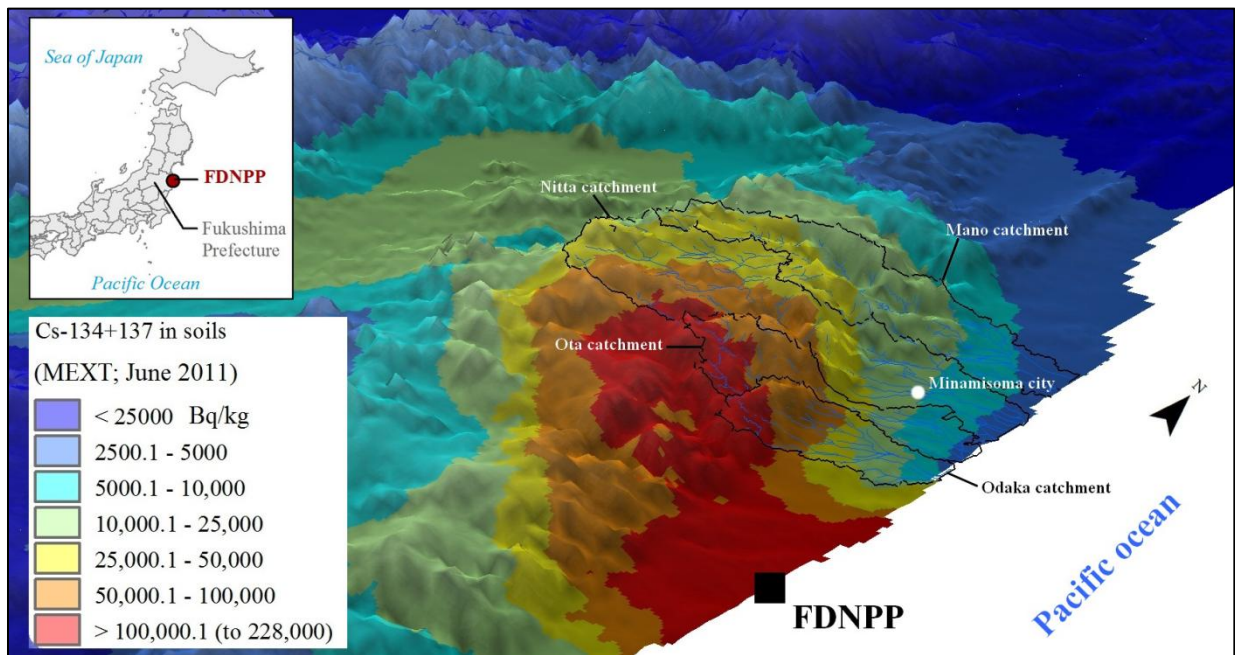 Sea of Japan
FDNPP
Fukushima
Prefecture
Pacific Ocean
Cs-134+137 in soils
(MEXT; June 2011)
< 25000 Bq/kg
2500.1 - 5000
5000.1 - 10,000
10,000.1 - 25,000
25,000.1 - 50,000
50,000.1 - 100,000
> 100,000.1 (to 228,000)
Nitta catchment
Mano catchment
Ota catchment
Minamisoma city
N
Odaka catchment
FDNPP
Pacific ocean